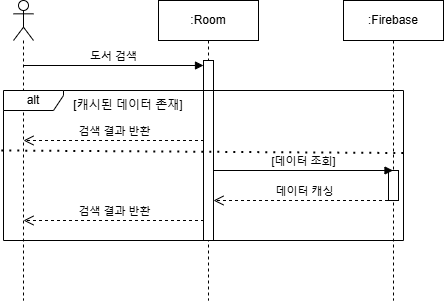 :Room
:Firebase
도서 검색
alt
[캐시된 데이터 존재]
검색 결과 반환
[데이터 조회]
데이터 캐싱
검색 결과 반환